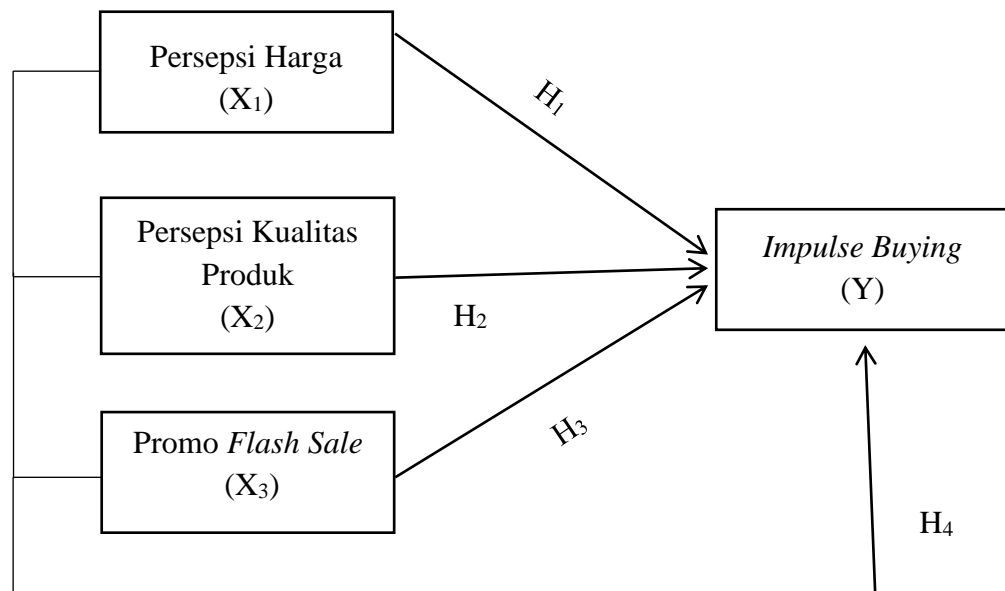 Persepsi Harga
(X₁)
H₁
Persepsi Kualitas
Produk
(X₂)
H₂
Impulse Buying
(Y)
Promo Flash Sale
(X₃)
H₃
H₄